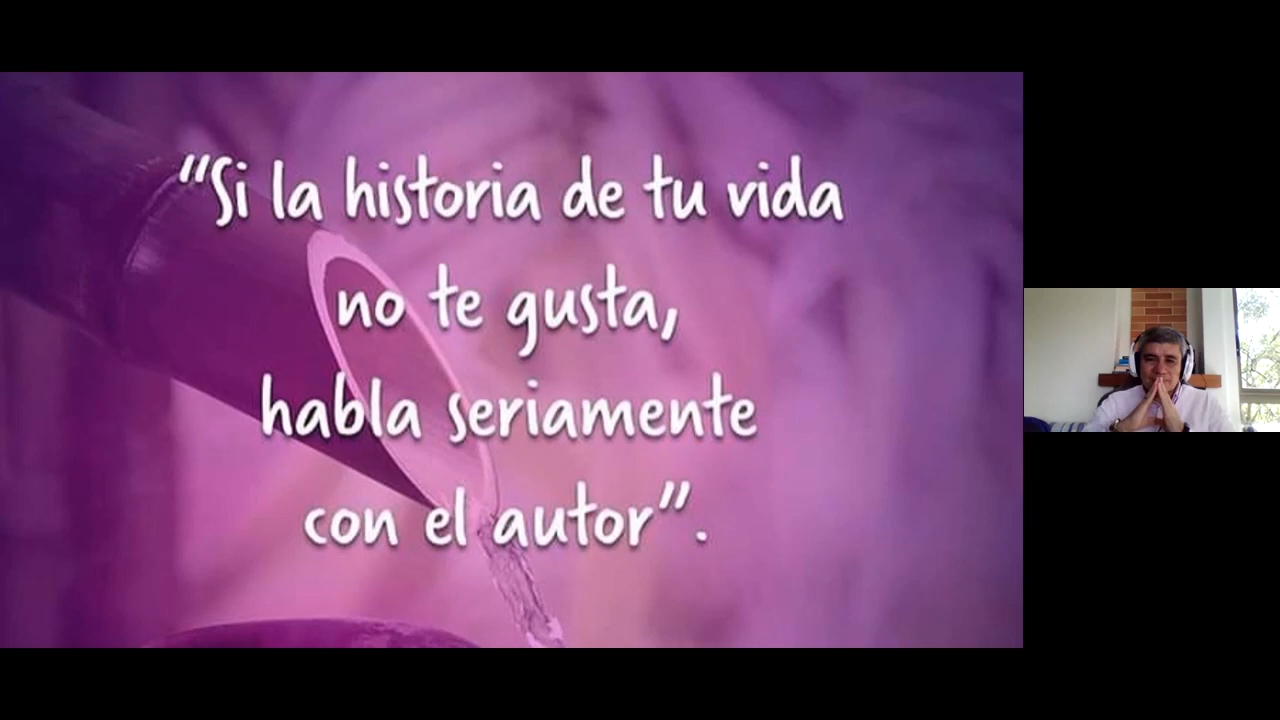 “Si la historia de tu vida
no te gusta,
habla seriamente
con el autor”.